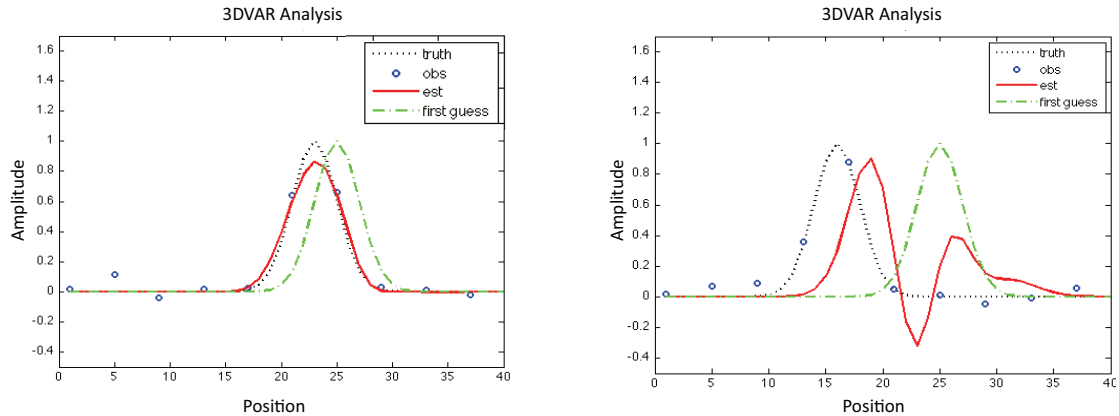 3DVAR Analysis
1.6
1.4
1.2
1
0.8
0.6
0.4
0.2
0
-0.2
-0.4
Amplitude
truth
obs
est
first guess
0 5 10 15 20 25 30 35 40
Position
3DVAR Analysis
1.6
1.4
1.2
1
0.8
0.6
0.4
0.2
0
-0.2
-0.4
Amplitude
truth
obs
est
first guess
0 5 10 15 20 25 30 35 40
Position